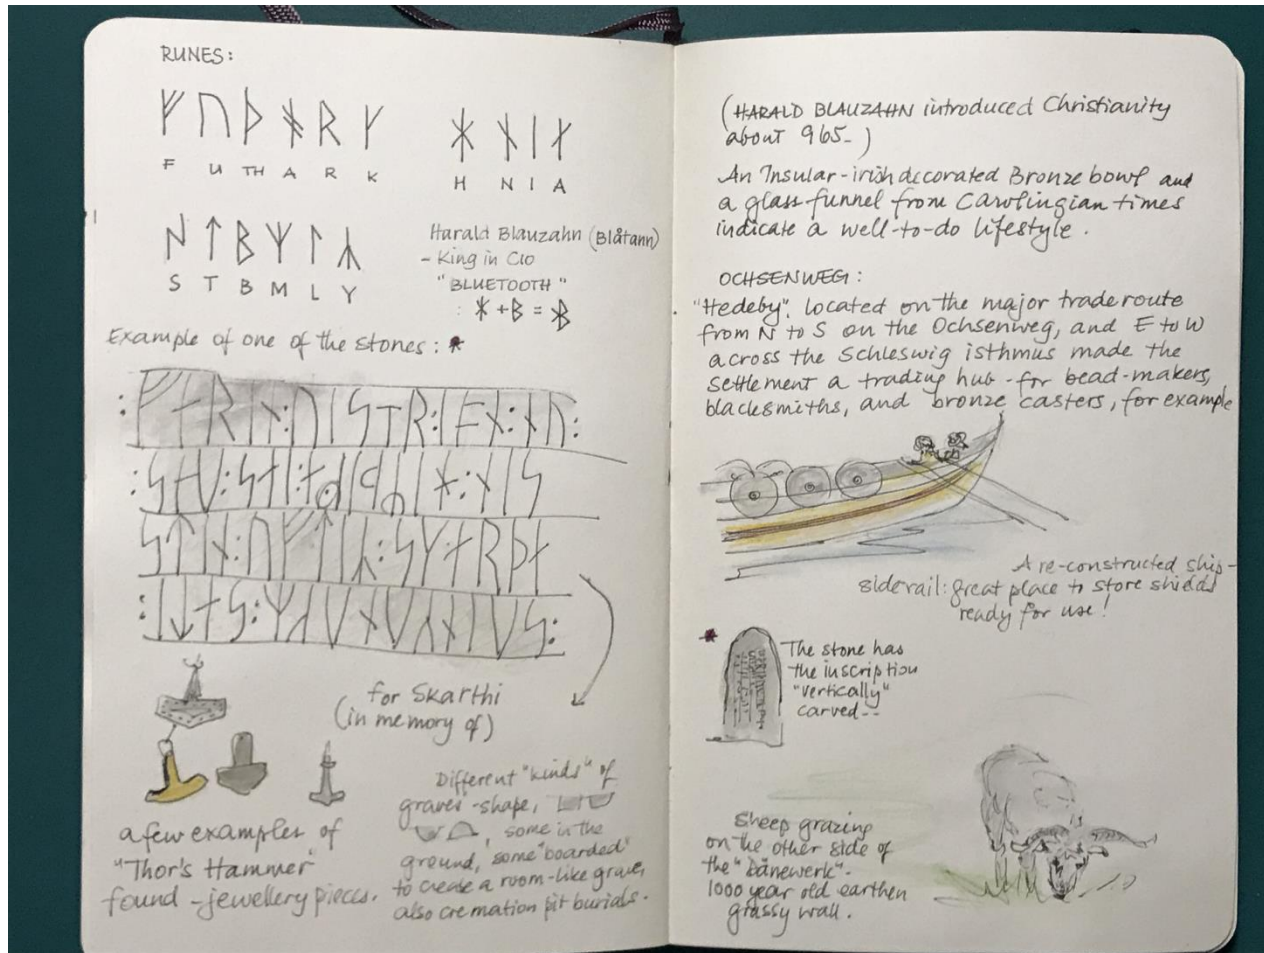 RUNES:
ᚠ ᚢ ᚦ ᚬ ᚱ ᚴ
F U TH A R K
ᚼ ᚾ ᛁ ᛅ
H N I A
ᛏ ᛒ ᛘ ᛚ ᛦ
S T B M L Y
Harald Blauzahn (Blåtann)
- King in C10
"BLUETOOTH"
: ᚼ + ᛒ =
Example of one of the stones: *
for Skarthi
(in memory of)
a few examples of
"Thor's Hammer"
found - jewellery pieces.
Different "kinds" of
graves - shape,
, some in the
ground, some "boarded"
to create a room-like grave,
also cremation pit burials.
(HARALD BLAUZAHN introduced Christianity
about 965-)
An Insular-irish decorated Bronze bowl and
a glass funnel from Carolingian times
indicate a well-to-do lifestyle.
OCHSENWEG:
"Hedeby", located on the major trade route
from N to S on the Ochsenweg, and E to W
across the Schleswig isthmus made the
settlement a trading hub - for bead-makers,
blacksmiths, and bronze casters, for example
A re-constructed ship-
siderail: great place to store shields
ready for use!
* The stone has
the inscription
"vertically"
carved--
Sheep grazing
on the other side of
the "Dänewerk"-
1000 year old earthen
grassy wall.